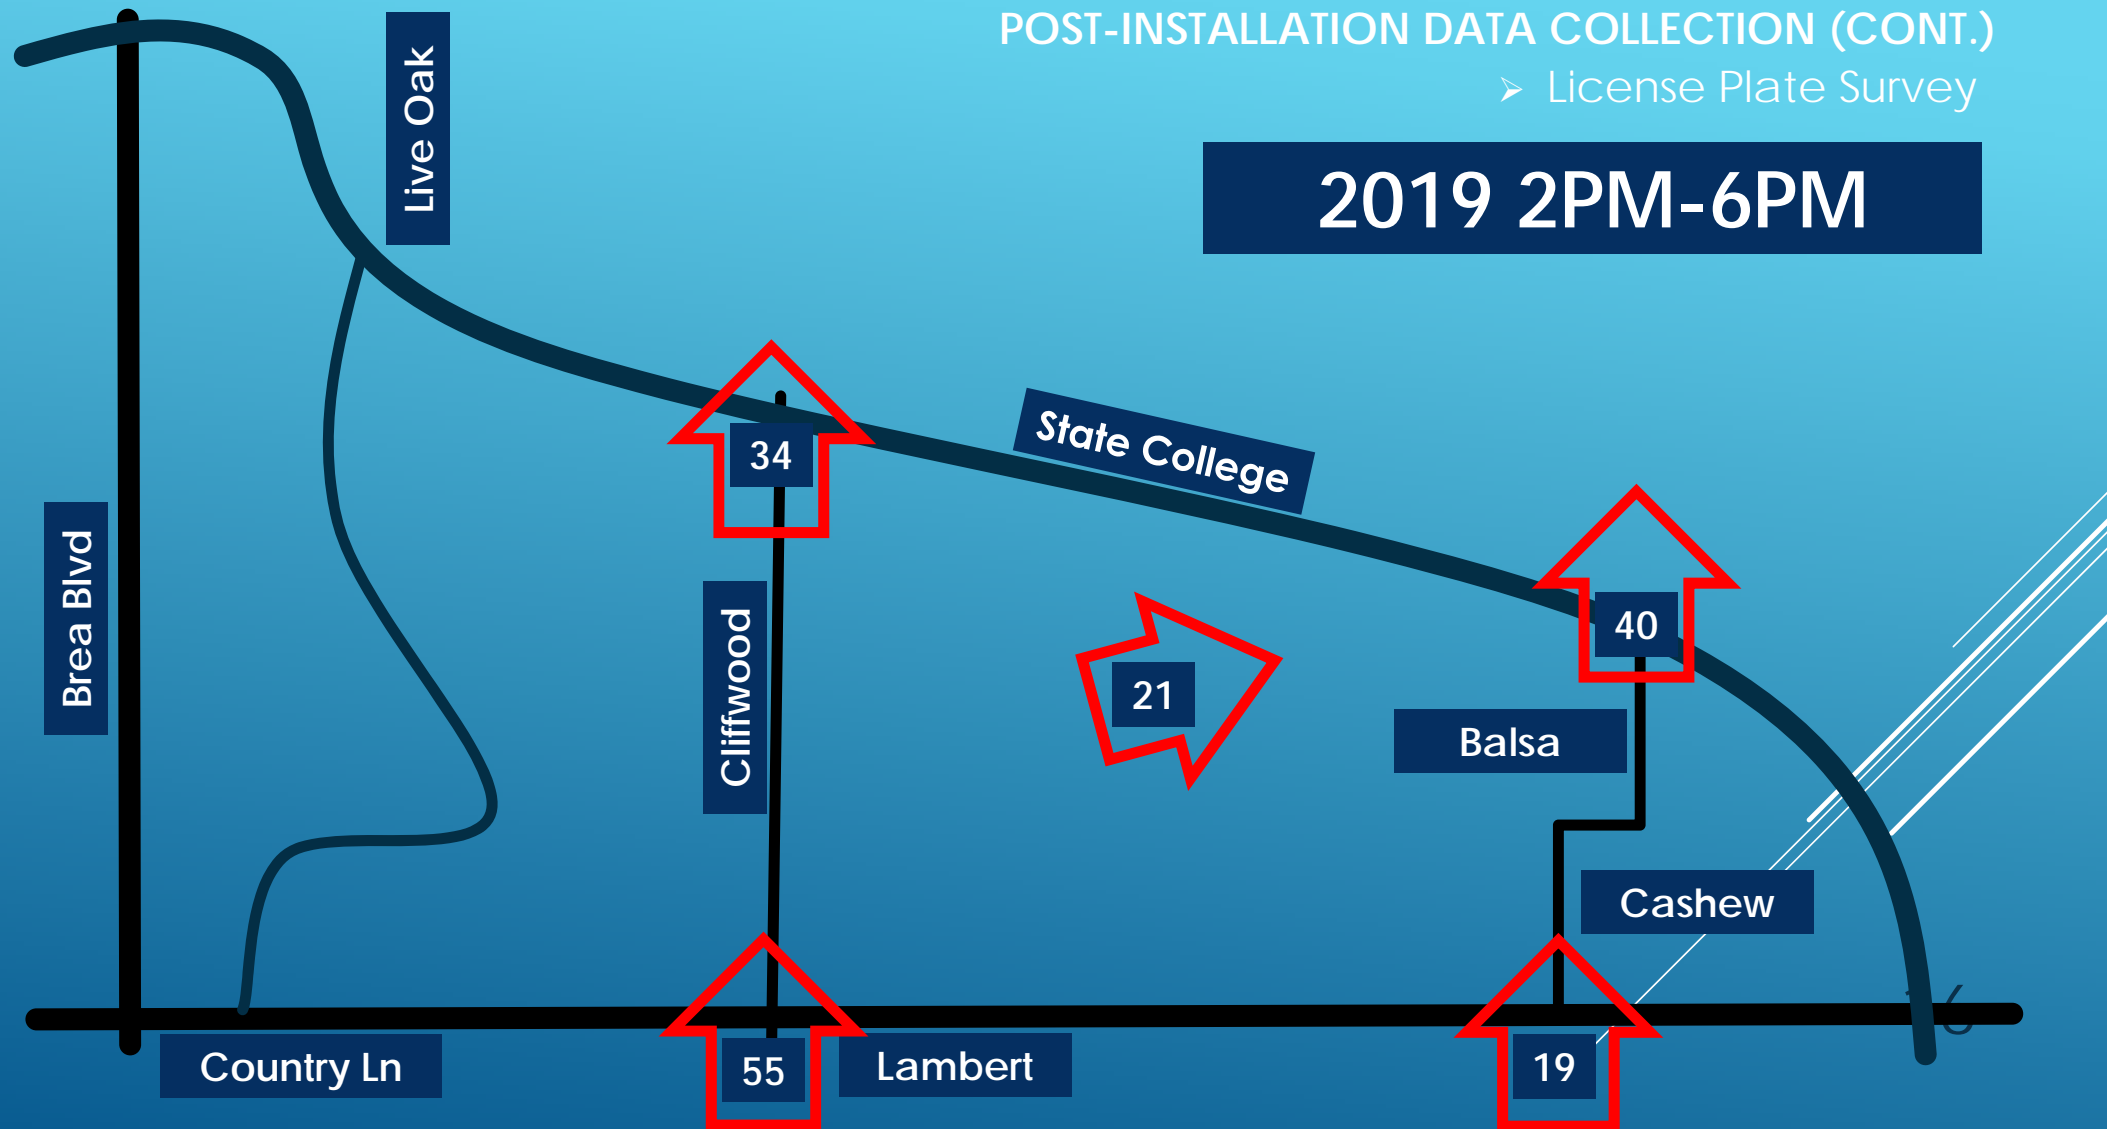 POST-INSTALLATION DATA COLLECTION (CONT.)
License Plate Survey
2019 2PM-6PM
Live Oak
State College
34
Brea Blvd
Cliffwood
40
21
Balsa
Cashew
16
Country Ln
55
Lambert
19